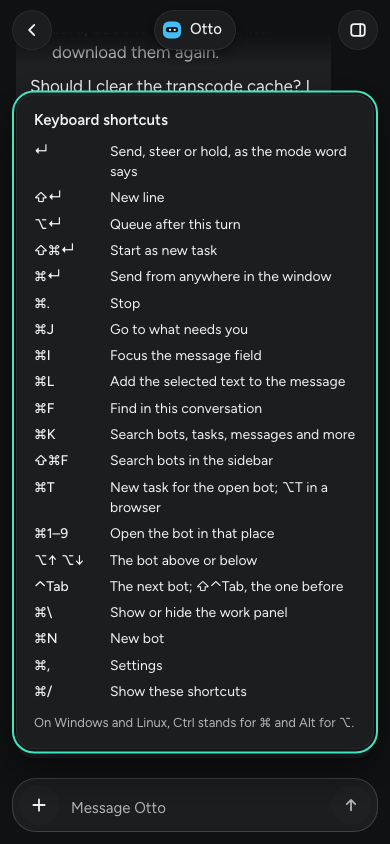 Otto
download them again.
Should I clear the transcode cache? I
Keyboard shortcuts
↵ Send, steer or hold, as the mode word
says
⇧↵ New line
⌥↵ Queue after this turn
⇧⌘↵ Start as new task
⌘↵ Send from anywhere in the window
⌘. Stop
⌘J Go to what needs you
⌘I Focus the message field
⌘L Add the selected text to the message
⌘F Find in this conversation
⌘K Search bots, tasks, messages and more
⇧⌘F Search bots in the sidebar
⌘T New task for the open bot; ⌥T in a
browser
⌘1–9 Open the bot in that place
⌥↑ ⌥↓ The bot above or below
^Tab The next bot; ⇧^Tab, the one before
⌘\ Show or hide the work panel
⌘N New bot
⌘, Settings
⌘/ Show these shortcuts
On Windows and Linux, Ctrl stands for ⌘ and Alt for ⌥.
Message Otto